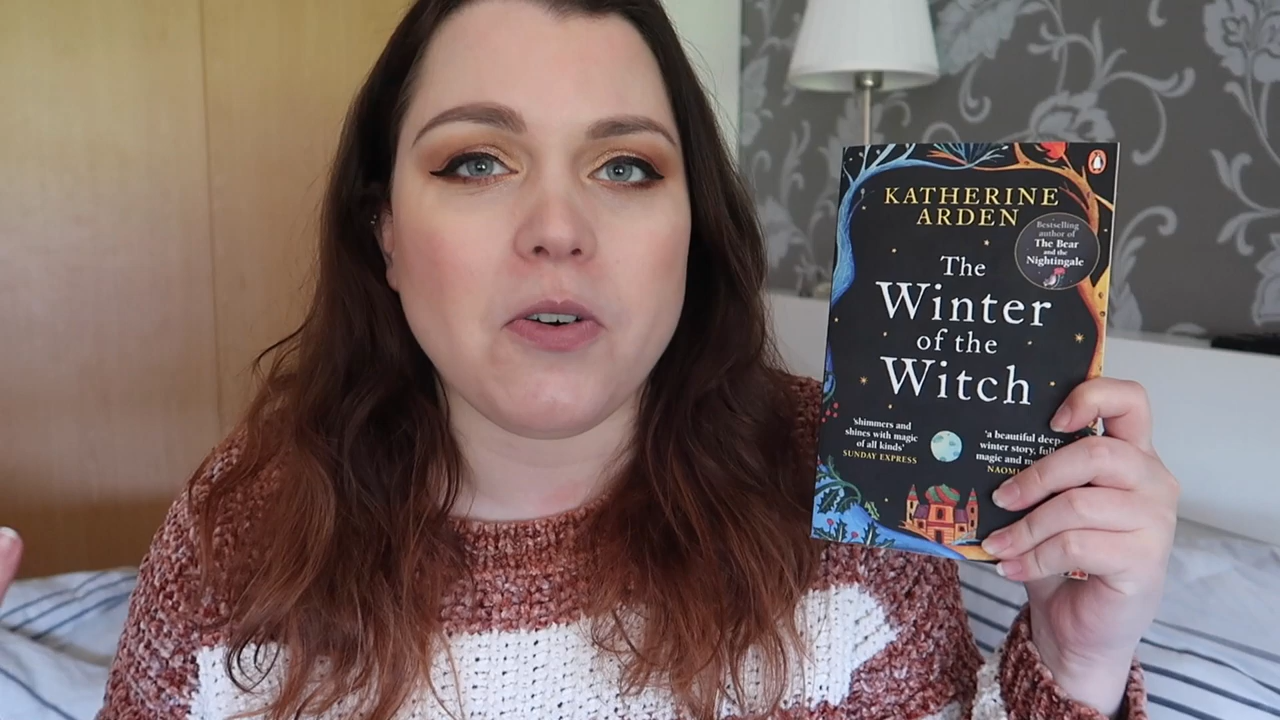 KATHERINE
ARDEN
Bestselling
author of
The Bear
and the
Nightingale
The
Winter
of the
Witch
'shimmers and
shines with magic
of all kinds'
SUNDAY EXPRESS
'a beautiful deep-
winter story, full
magic and
NAOMI